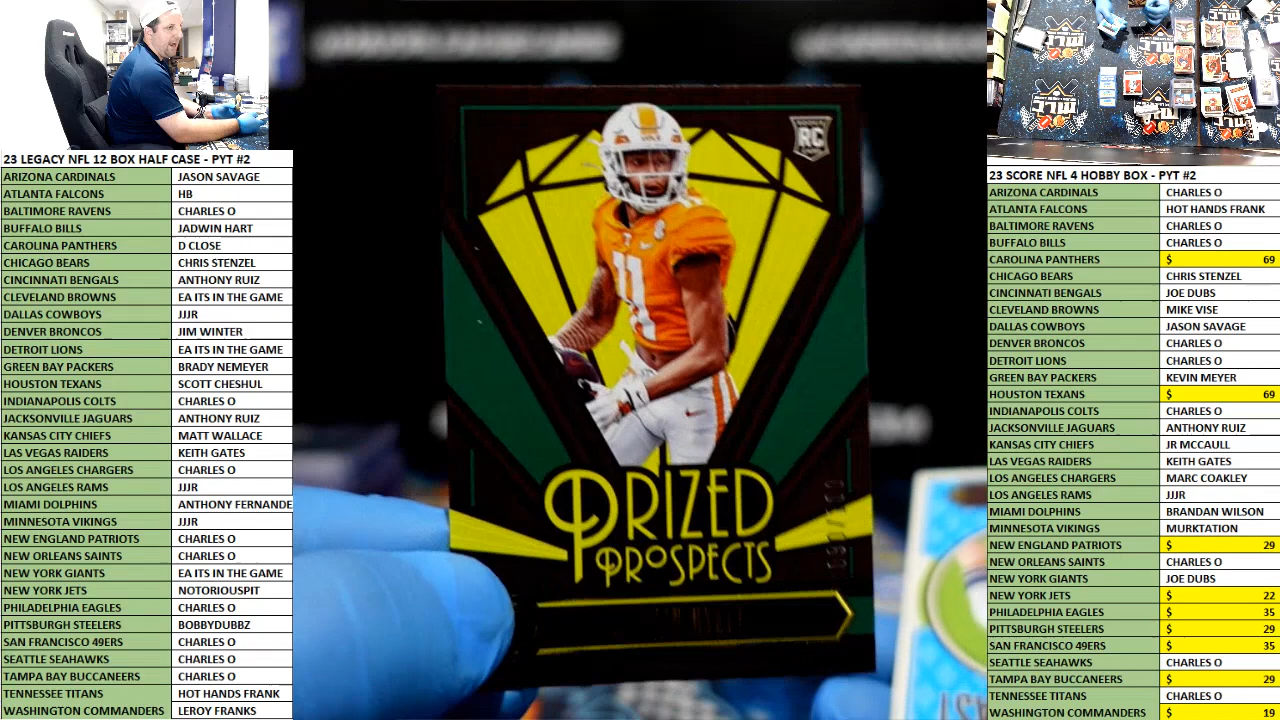 23 LEGACY NFL 12 BOX HALF CASE - PYT #2
ARIZONA CARDINALS JASON SAVAGE
ATLANTA FALCONS HB
BALTIMORE RAVENS CHARLES O
BUFFALO BILLS JADWIN HART
CAROLINA PANTHERS D CLOSE
CHICAGO BEARS CHRIS STENZEL
CINCINNATI BENGALS ANTHONY RUIZ
CLEVELAND BROWNS EA ITS IN THE GAME
DALLAS COWBOYS JJJR
DENVER BRONCOS JIM WINTER
DETROIT LIONS EA ITS IN THE GAME
GREEN BAY PACKERS BRADY NEMEYER
HOUSTON TEXANS SCOTT CHESHUL
INDIANAPOLIS COLTS CHARLES O
JACKSONVILLE JAGUARS ANTHONY RUIZ
KANSAS CITY CHIEFS MATT WALLACE
LAS VEGAS RAIDERS KEITH GATES
LOS ANGELES CHARGERS CHARLES O
LOS ANGELES RAMS JJJR
MIAMI DOLPHINS ANTHONY FERNANDE
MINNESOTA VIKINGS JJJR
NEW ENGLAND PATRIOTS CHARLES O
NEW ORLEANS SAINTS CHARLES O
NEW YORK GIANTS EA ITS IN THE GAME
NEW YORK JETS NOTORIOUSPIT
PHILADELPHIA EAGLES CHARLES O
PITTSBURGH STEELERS BOBBYDUBBZ
SAN FRANCISCO 49ERS CHARLES O
SEATTLE SEAHAWKS CHARLES O
TAMPA BAY BUCCANEERS CHARLES O
TENNESSEE TITANS HOT HANDS FRANK
WASHINGTON COMMANDERS LEROY FRANKS
RC
11
PRIZED
PROSPECTS
23 SCORE NFL 4 HOBBY BOX - PYT #2
ARIZONA CARDINALS CHARLES O
ATLANTA FALCONS HOT HANDS FRANK
BALTIMORE RAVENS CHARLES O
BUFFALO BILLS CHARLES O
CAROLINA PANTHERS $ 69
CHICAGO BEARS CHRIS STENZEL
CINCINNATI BENGALS JOE DUBS
CLEVELAND BROWNS MIKE VISE
DALLAS COWBOYS JASON SAVAGE
DENVER BRONCOS CHARLES O
DETROIT LIONS CHARLES O
GREEN BAY PACKERS KEVIN MEYER
HOUSTON TEXANS $ 69
INDIANAPOLIS COLTS CHARLES O
JACKSONVILLE JAGUARS ANTHONY RUIZ
KANSAS CITY CHIEFS JR MCCAULL
LAS VEGAS RAIDERS KEITH GATES
LOS ANGELES CHARGERS MARC COAKLEY
LOS ANGELES RAMS JJJR
MIAMI DOLPHINS BRANDAN WILSON
MINNESOTA VIKINGS MURKTATION
NEW ENGLAND PATRIOTS $ 29
NEW ORLEANS SAINTS CHARLES O
NEW YORK GIANTS JOE DUBS
NEW YORK JETS $ 22
PHILADELPHIA EAGLES $ 35
PITTSBURGH STEELERS $ 29
SAN FRANCISCO 49ERS $ 35
SEATTLE SEAHAWKS CHARLES O
TAMPA BAY BUCCANEERS $ 29
TENNESSEE TITANS CHARLES O
WASHINGTON COMMANDERS $ 19